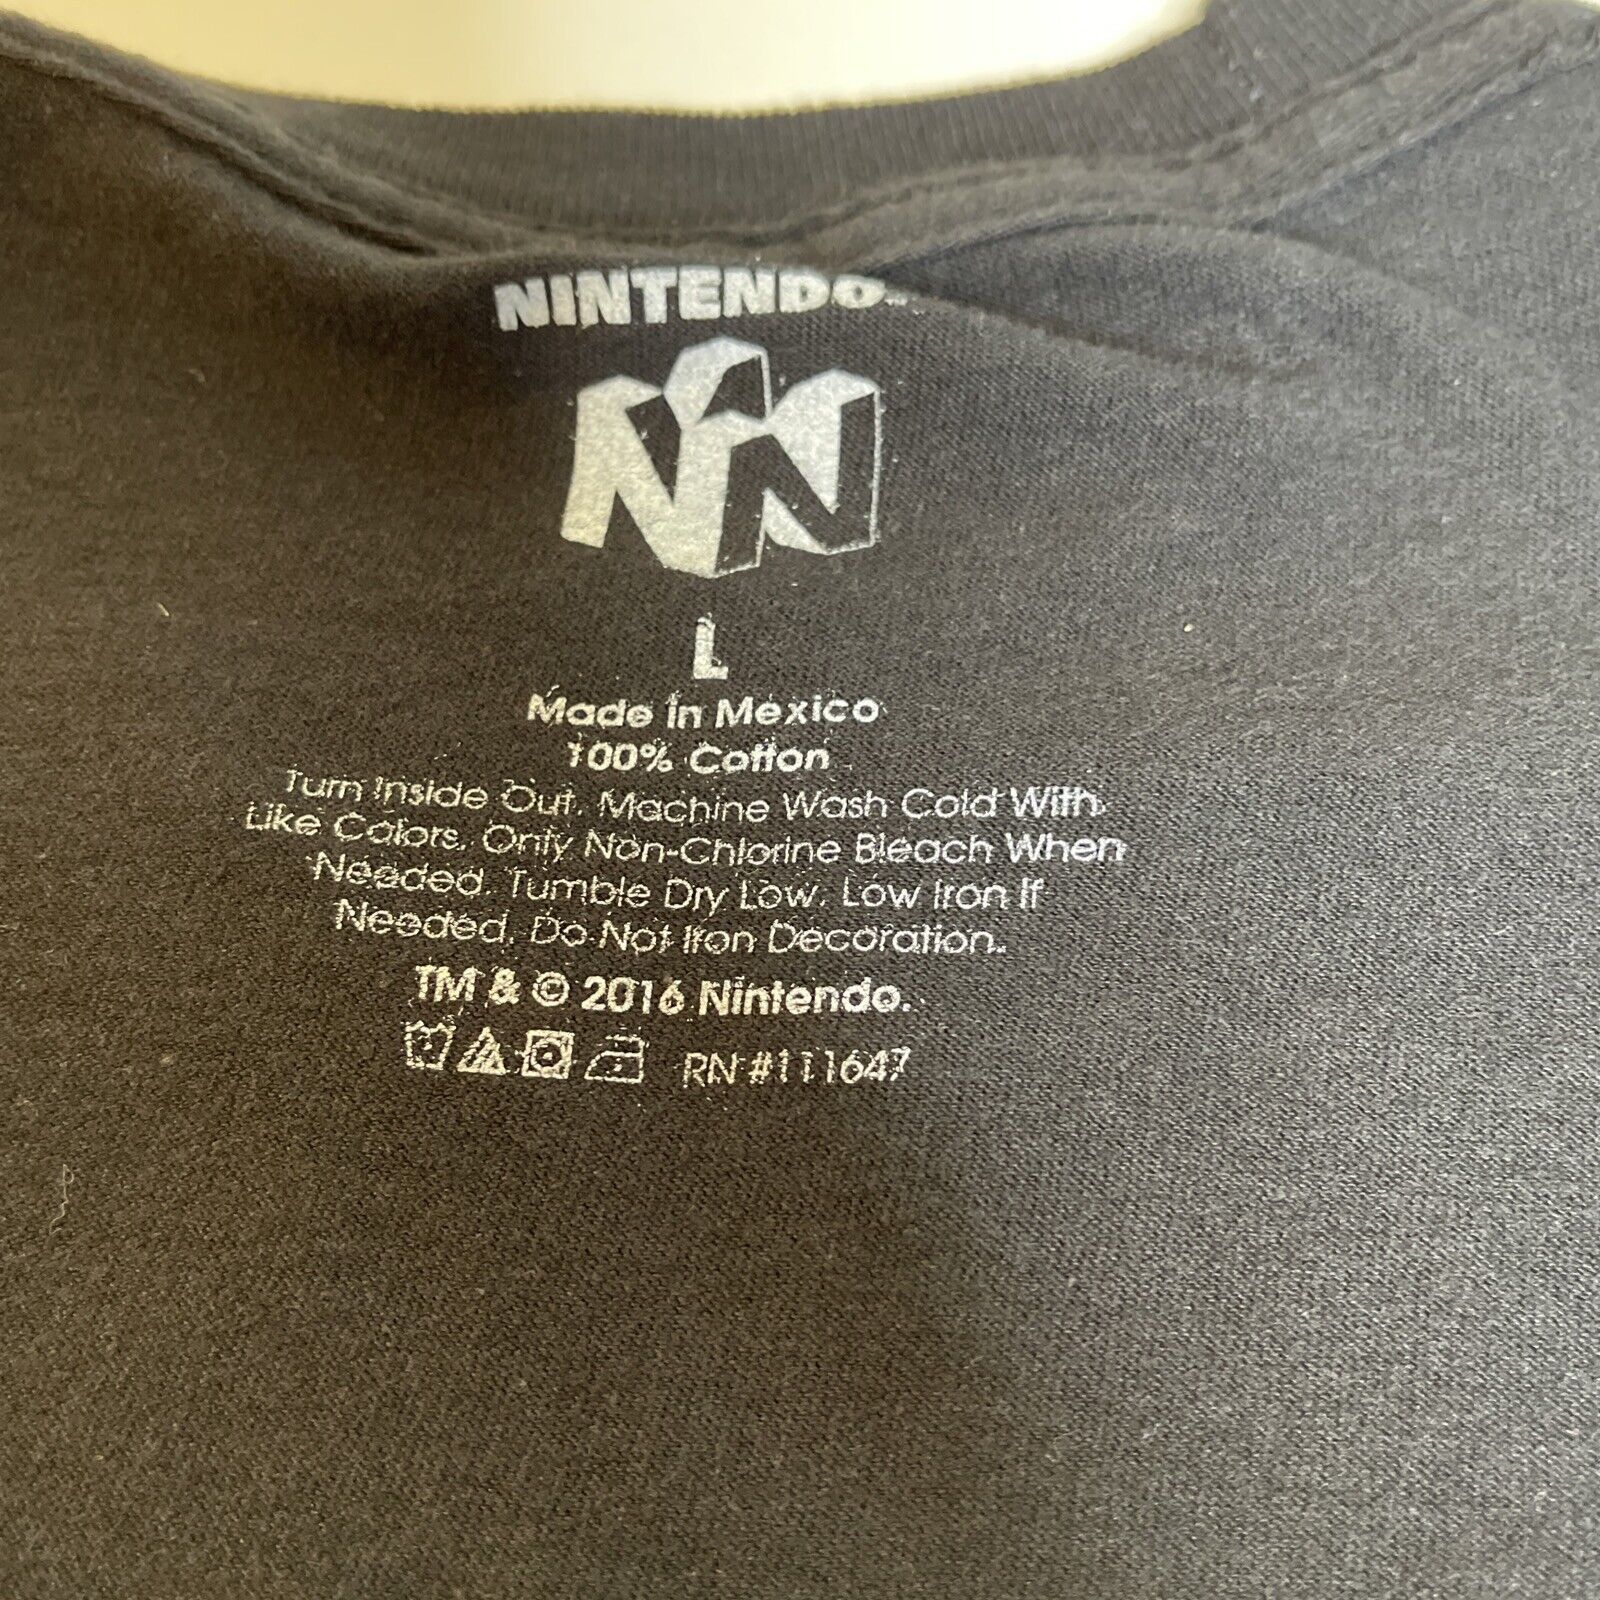 NINTENDO
L
Made in Mexico
100% Cotton
Turn Inside Out. Machine Wash Cold With
Like Colors. Only Non-Chlorine Bleach When
Needed. Tumble Dry Low. Low Iron If
Needed. Do Not Iron Decoration.
TM & © 2016 Nintendo.
RN #111647